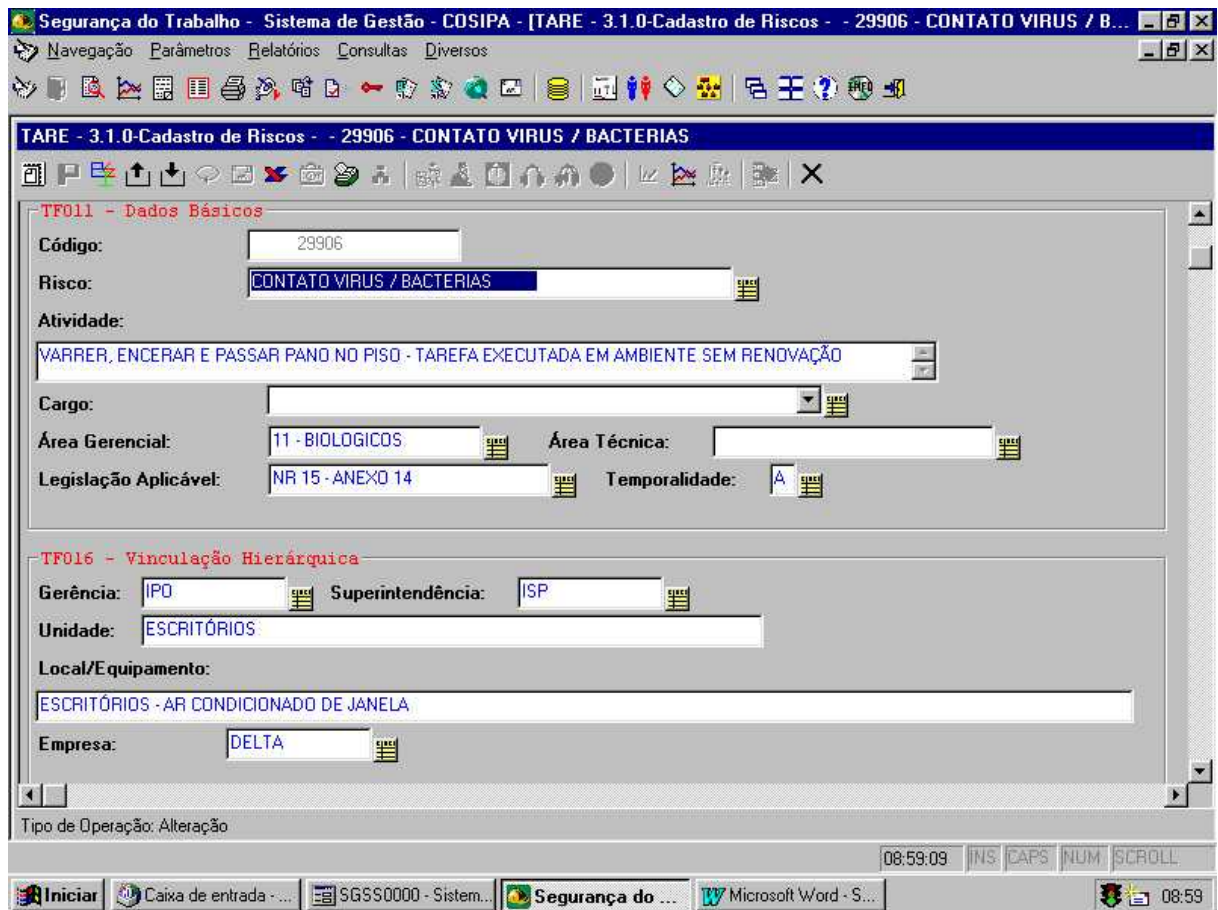 Segurança do Trabalho - Sistema de Gestão - COSIPA - [TARE - 3.1.0-Cadastro de Riscos - - 29906 - CONTATO VIRUS / B...
Navegação Parâmetros Relatórios Consultas Diversos
TARE - 3.1.0-Cadastro de Riscos - - 29906 - CONTATO VIRUS / BACTERIAS
TF011 - Dados Básicos
Código: 29906
Risco: CONTATO VIRUS / BACTERIAS
Atividade:
VARRER, ENCERAR E PASSAR PANO NO PISO - TAREFA EXECUTADA EM AMBIENTE SEM RENOVAÇÃO
Cargo:
Área Gerencial: 11 - BIOLOGICOS Área Técnica:
Legislação Aplicável: NR 15 - ANEXO 14 Temporalidade: A
TF016 - Vinculação Hierárquica
Gerência: IPO Superintendência: ISP
Unidade: ESCRITÓRIOS
Local/Equipamento:
ESCRITÓRIOS - AR CONDICIONADO DE JANELA
Empresa: DELTA
Tipo de Operação: Alteração
08:59:09 INS CAPS NUM SCROLL
Iniciar Caixa de entrada - ... SGSS0000 - Sistem... Segurança do ... Microsoft Word - S... 08:59